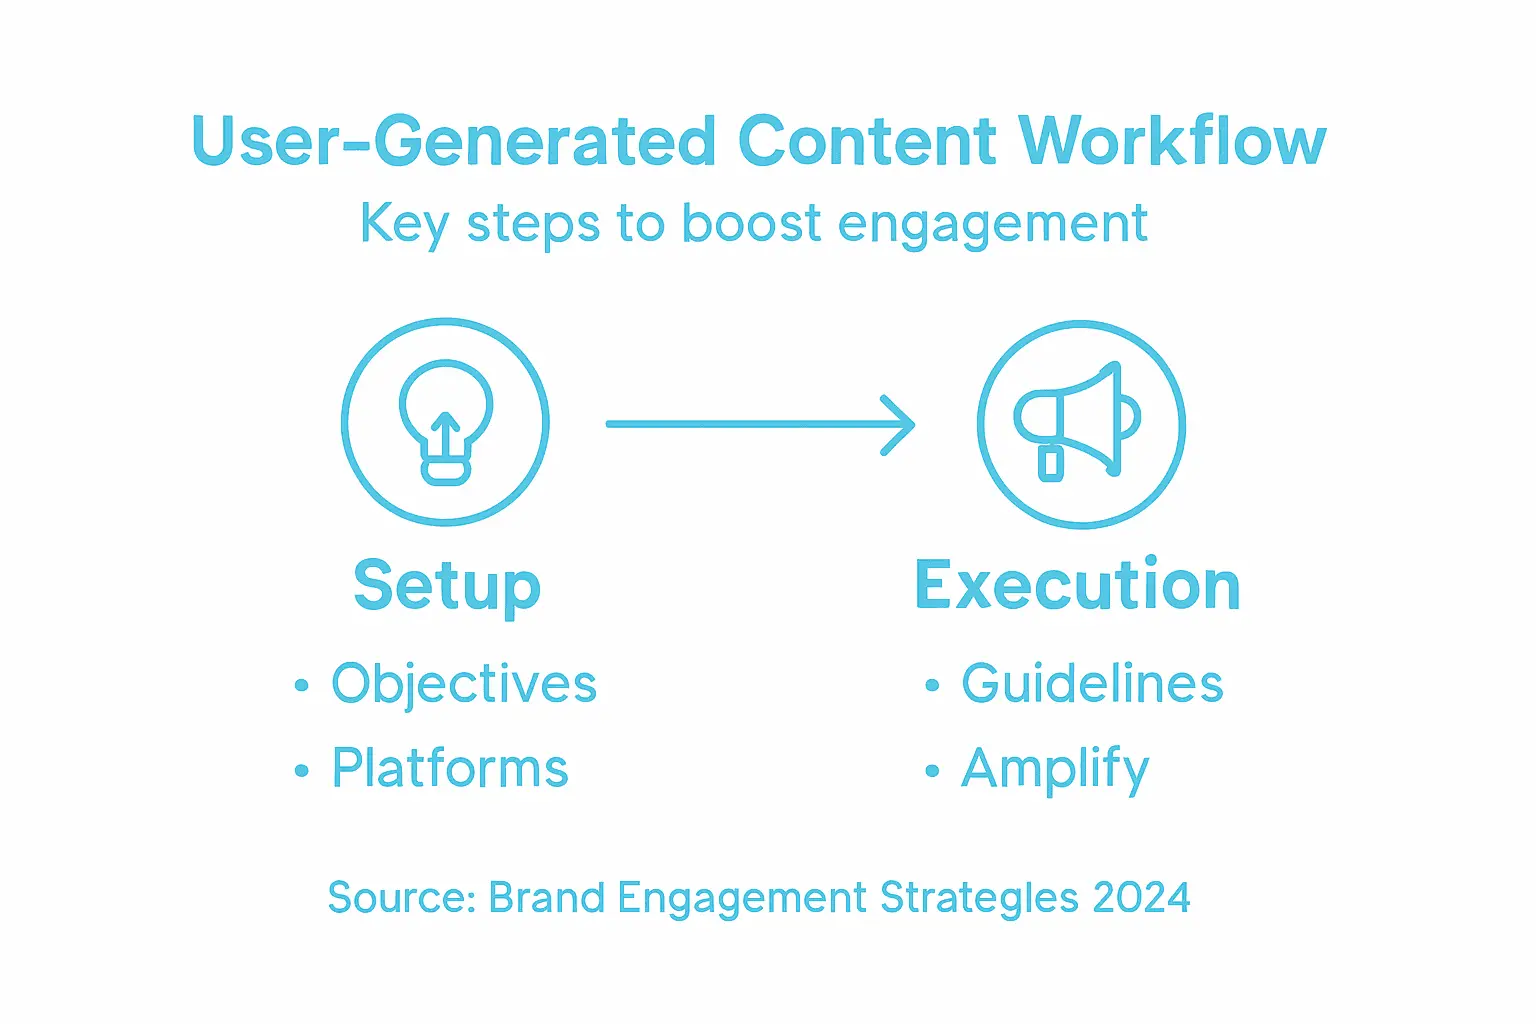 User-Generated Content Workflow
Key steps to boost engagement
Setup
• Objectives
• Platforms
Execution
• Guidelines
• Amplify
Source: Brand Engagement Strategles 2024